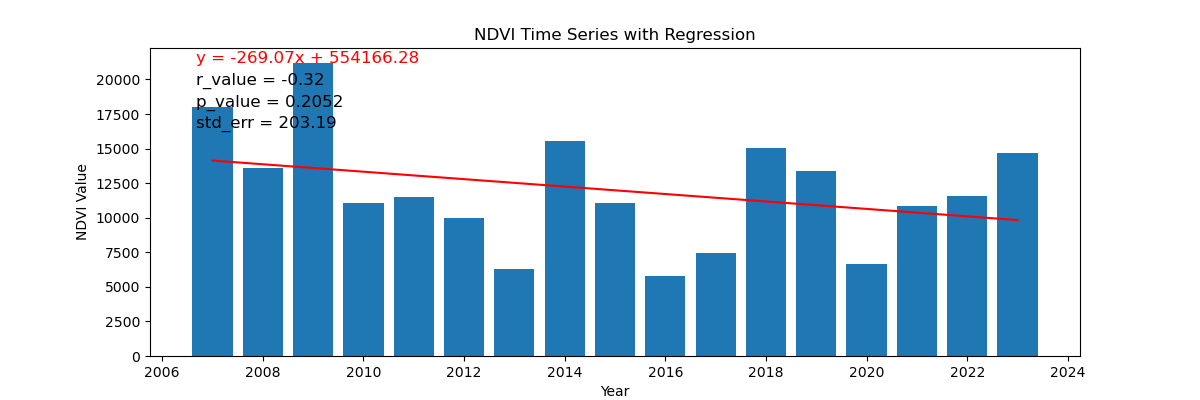 NDVI Time Series with Regression
y = -269.07x + 554166.28
r_value = -0.32
p_value = 0.2052
std_err = 203.19
NDVI Value
20000
17500
15000
12500
10000
7500
5000
2500
0
2006 2008 2010 2012 2014 2016 2018 2020 2022 2024
Year